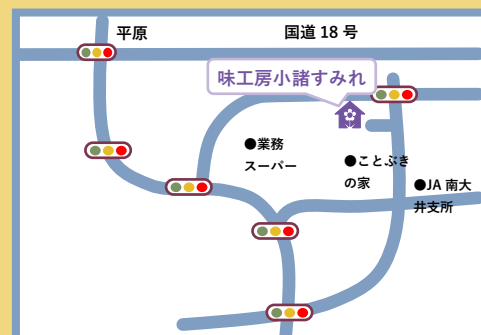 平原
国道 18 号
味工房小諸すみれ
●業務
スーパー
●ことぶき
の家
●JA 南大
井支所